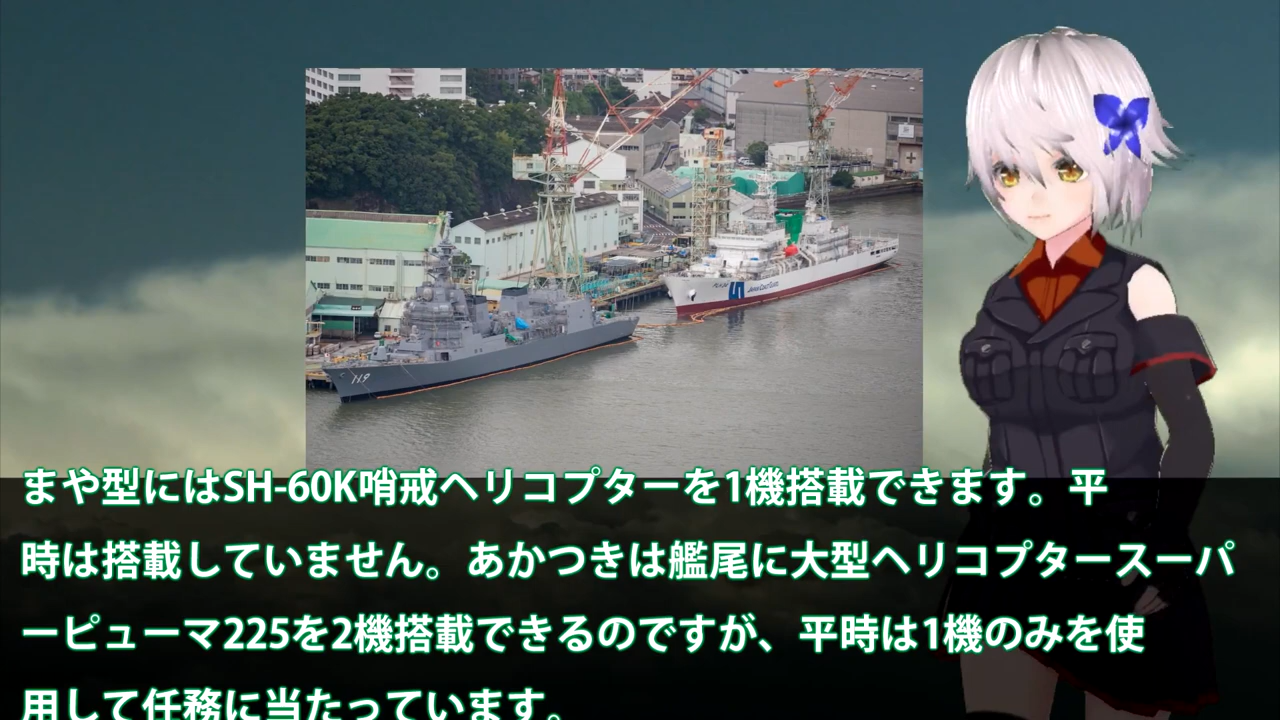 119
JAPAN COAST GUARD
まや型にはSH-60K哨戒ヘリコプターを1機搭載できます。平
時は搭載していません。あかつきは艦尾に大型ヘリコプタースーパ
ーピューマ225を2機搭載できるのですが、平時は1機のみを使
用して任務に当たっています。